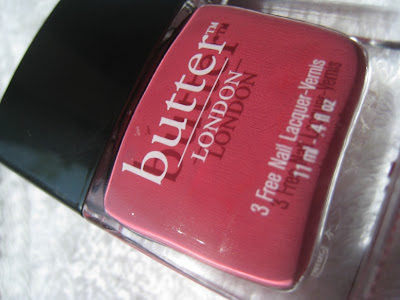 butter™
LONDON
3 Free Nail Lacquer-Vernis
11 ml - .4 fl oz